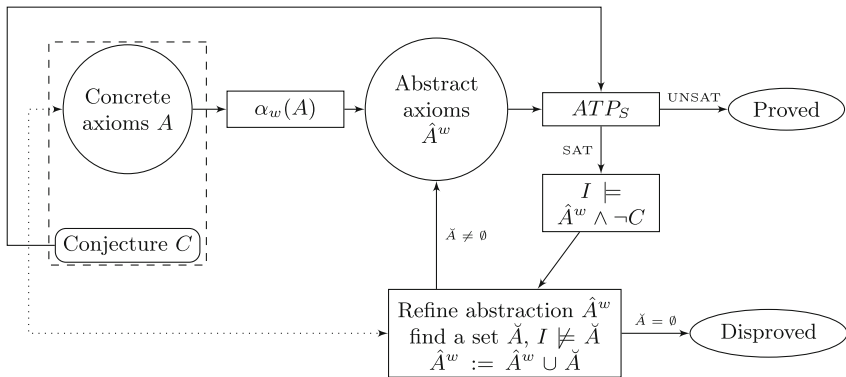 Concrete
axioms A
α_w(A)
Abstract
axioms
Â^w
ATP_S
UNSAT
Proved
SAT
I ⊨
Â^w ∧ ¬C
Conjecture C
Ă ≠ ∅
Refine abstraction Â^w
find a set Ă, I ⊭ Ă
Â^w := Â^w ∪ Ă
Ă = ∅
Disproved